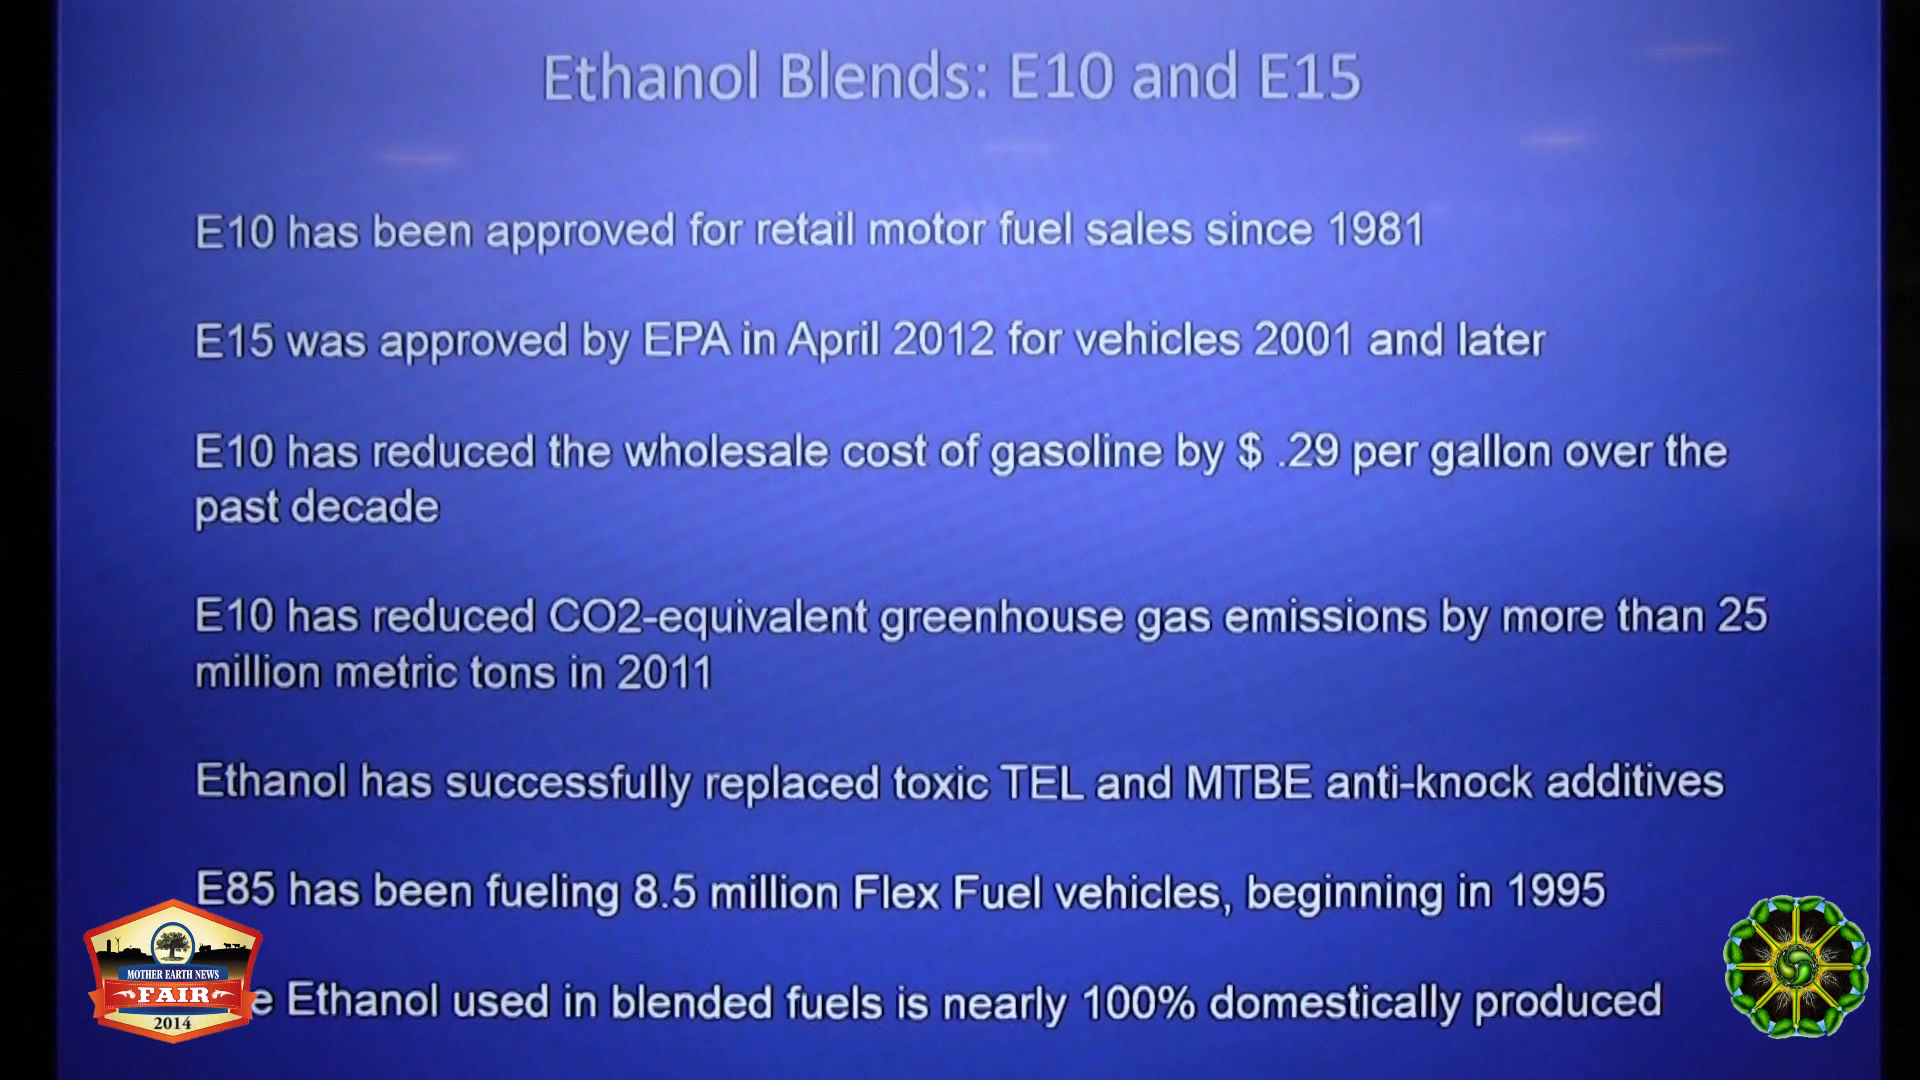 Ethanol Blends: E10 and E15
E10 has been approved for retail motor fuel sales since 1981
E15 was approved by EPA in April 2012 for vehicles 2001 and later
E10 has reduced the wholesale cost of gasoline by $ .29 per gallon over the
past decade
E10 has reduced CO2-equivalent greenhouse gas emissions by more than 25
million metric tons in 2011
Ethanol has successfully replaced toxic TEL and MTBE anti-knock additives
E85 has been fueling 8.5 million Flex Fuel vehicles, beginning in 1995
e Ethanol used in blended fuels is nearly 100% domestically produced
MOTHER EARTH NEWS
FAIR
2014